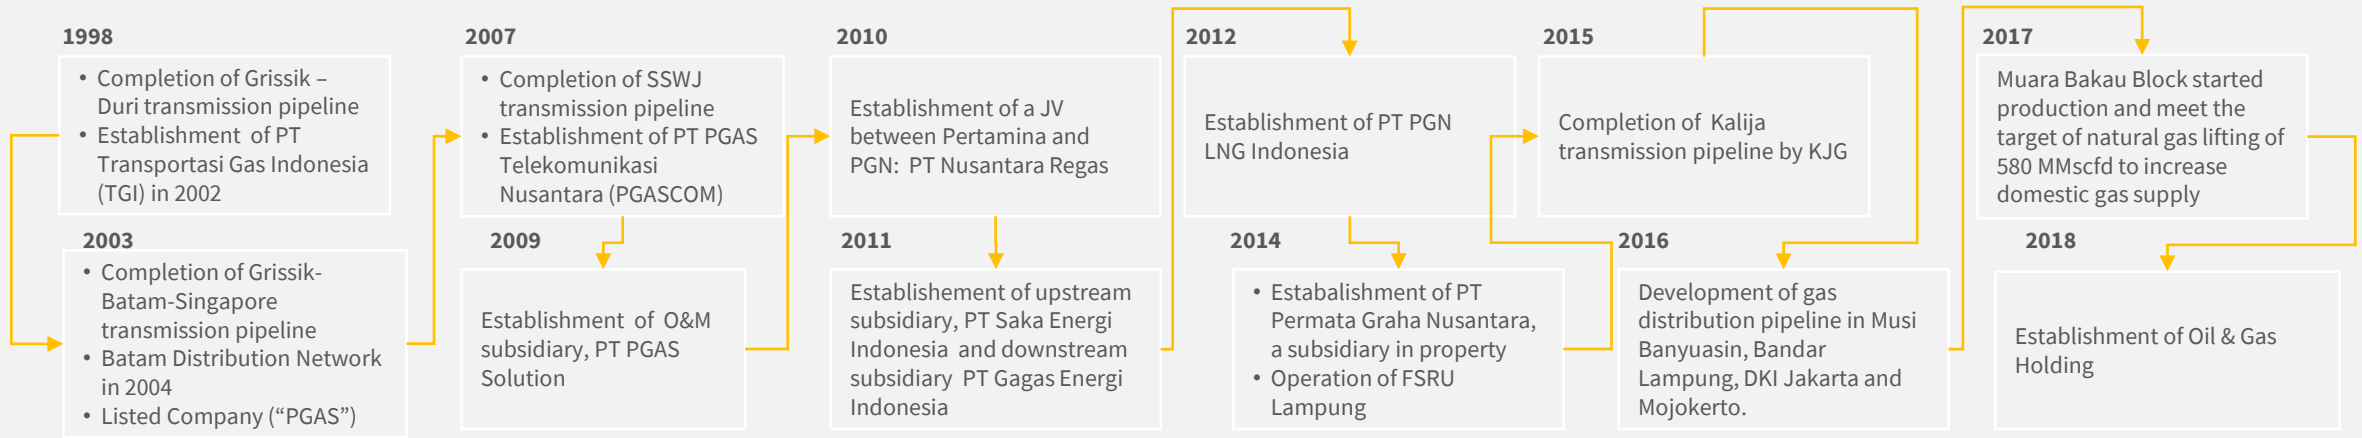 1998
• Completion of Grissik –
Duri transmission pipeline
• Establishment of PT
Transportasi Gas Indonesia
(TGI) in 2002
2003
• Completion of Grissik-
Batam-Singapore
transmission pipeline
• Batam Distribution Network
in 2004
• Listed Company (“PGAS”)
2007
• Completion of SSWJ
transmission pipeline
• Establishment of PT PGAS
Telekomunikasi
Nusantara (PGASCOM)
2009
Establishment of O&M
subsidiary, PT PGAS
Solution
2010
Establishment of a JV
between Pertamina and
PGN: PT Nusantara Regas
2011
Establishement of upstream
subsidiary, PT Saka Energi
Indonesia and downstream
subsidiary PT Gagas Energi
Indonesia
2012
Establishment of PT PGN
LNG Indonesia
2014
• Estabalishment of PT
Permata Graha Nusantara,
a subsidiary in property
• Operation of FSRU
Lampung
2015
Completion of Kalija
transmission pipeline by KJG
2016
Development of gas
distribution pipeline in Musi
Banyuasin, Bandar
Lampung, DKI Jakarta and
Mojokerto.
2017
Muara Bakau Block started
production and meet the
target of natural gas lifting of
580 MMscfd to increase
domestic gas supply
2018
Establishment of Oil & Gas
Holding